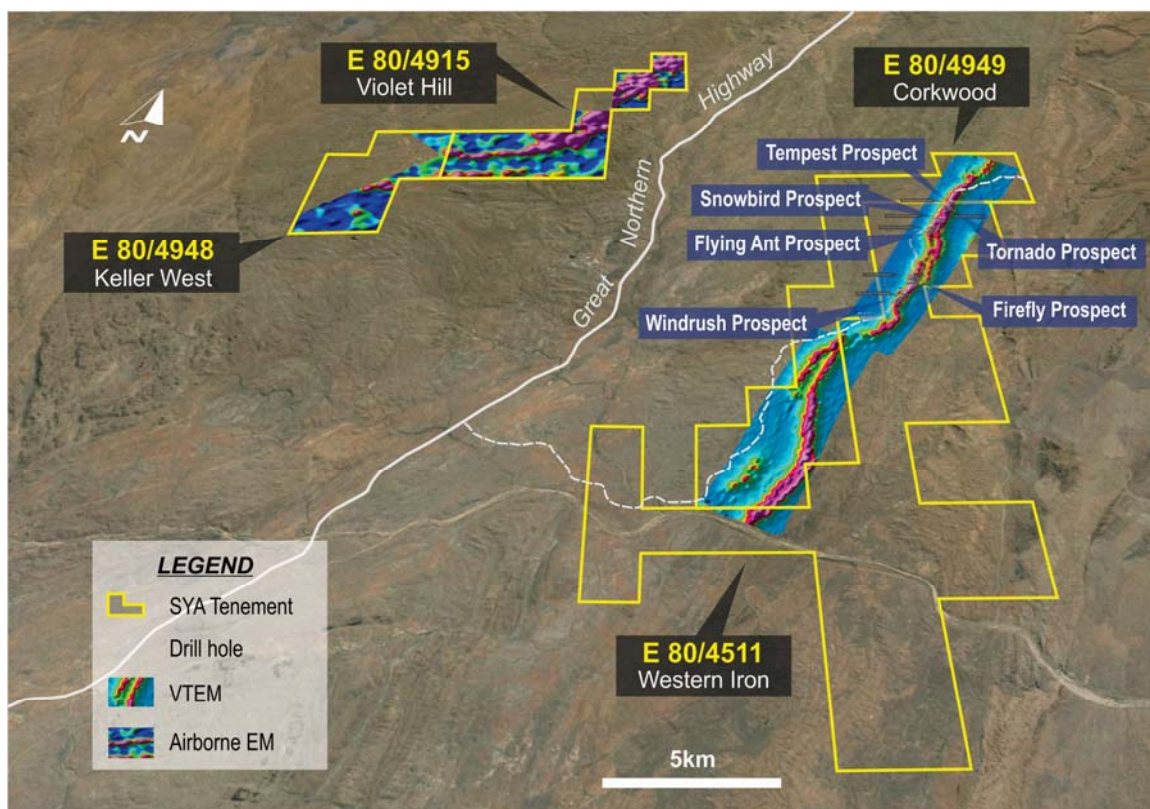 E 80/4915
Violet Hill
E 80/4949
Corkwood
Great Northern Highway
Tempest Prospect
Snowbird Prospect
Flying Ant Prospect
Tornado Prospect
E 80/4948
Keller West
Windrush Prospect
Firefly Prospect
LEGEND
SYA Tenement
Drill hole
VTEM
Airborne EM
E 80/4511
Western Iron
5km
N